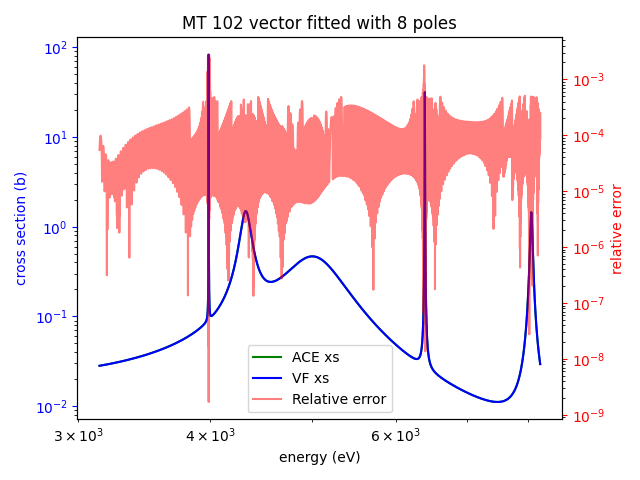 MT 102 vector fitted with 8 poles
10²
10¹
10⁰
10⁻¹
10⁻²
cross section (b)
10⁻³
10⁻⁴
10⁻⁵
10⁻⁶
10⁻⁷
10⁻⁸
10⁻⁹
relative error
ACE xs
VF xs
Relative error
3 × 10³
4 × 10³
6 × 10³
energy (eV)